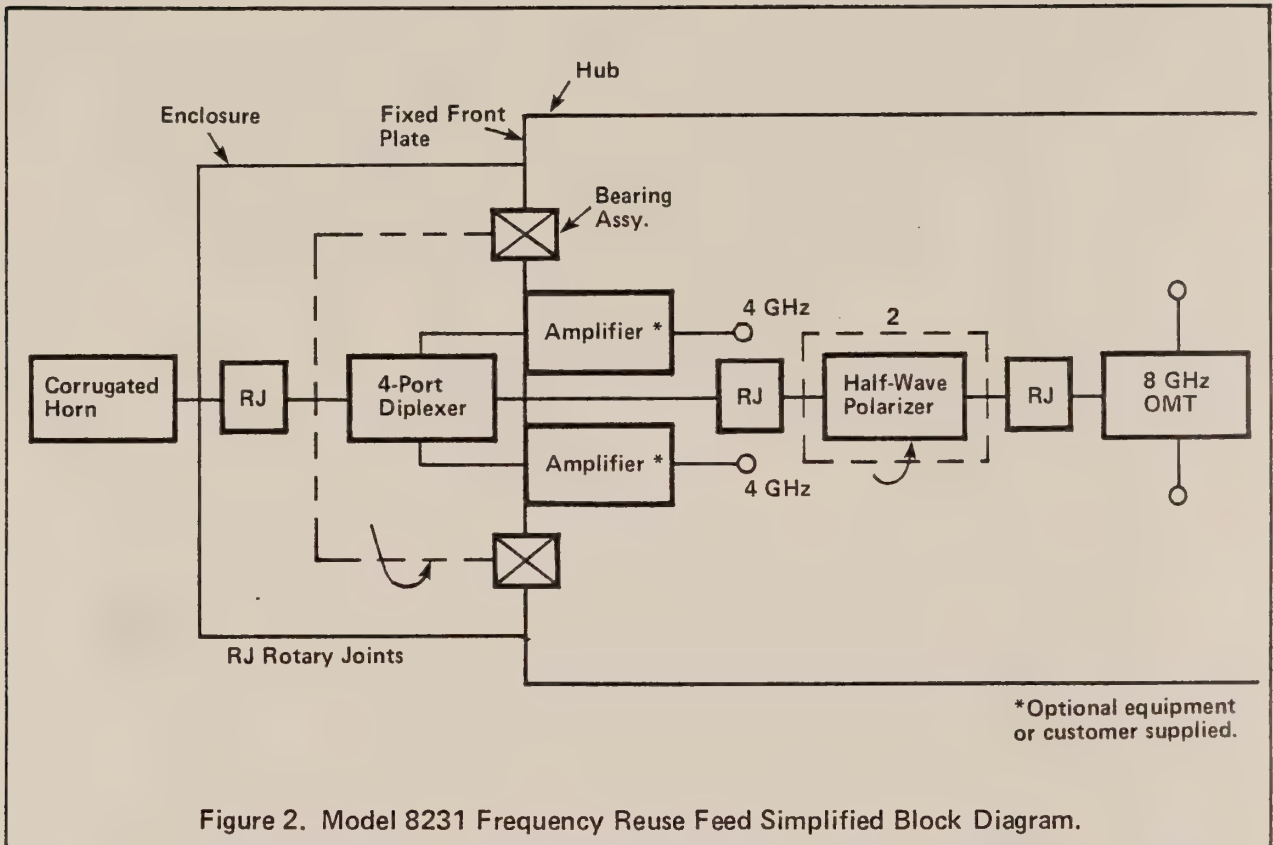 Hub
Enclosure
Fixed Front
Plate
Bearing
Assy.
Amplifier *
4 GHz
2
Corrugated
Horn
RJ
4-Port
Diplexer
RJ
Half-Wave
Polarizer
RJ
8 GHz
OMT
Amplifier *
4 GHz
RJ Rotary Joints
*Optional equipment
or customer supplied.
Figure 2. Model 8231 Frequency Reuse Feed Simplified Block Diagram.